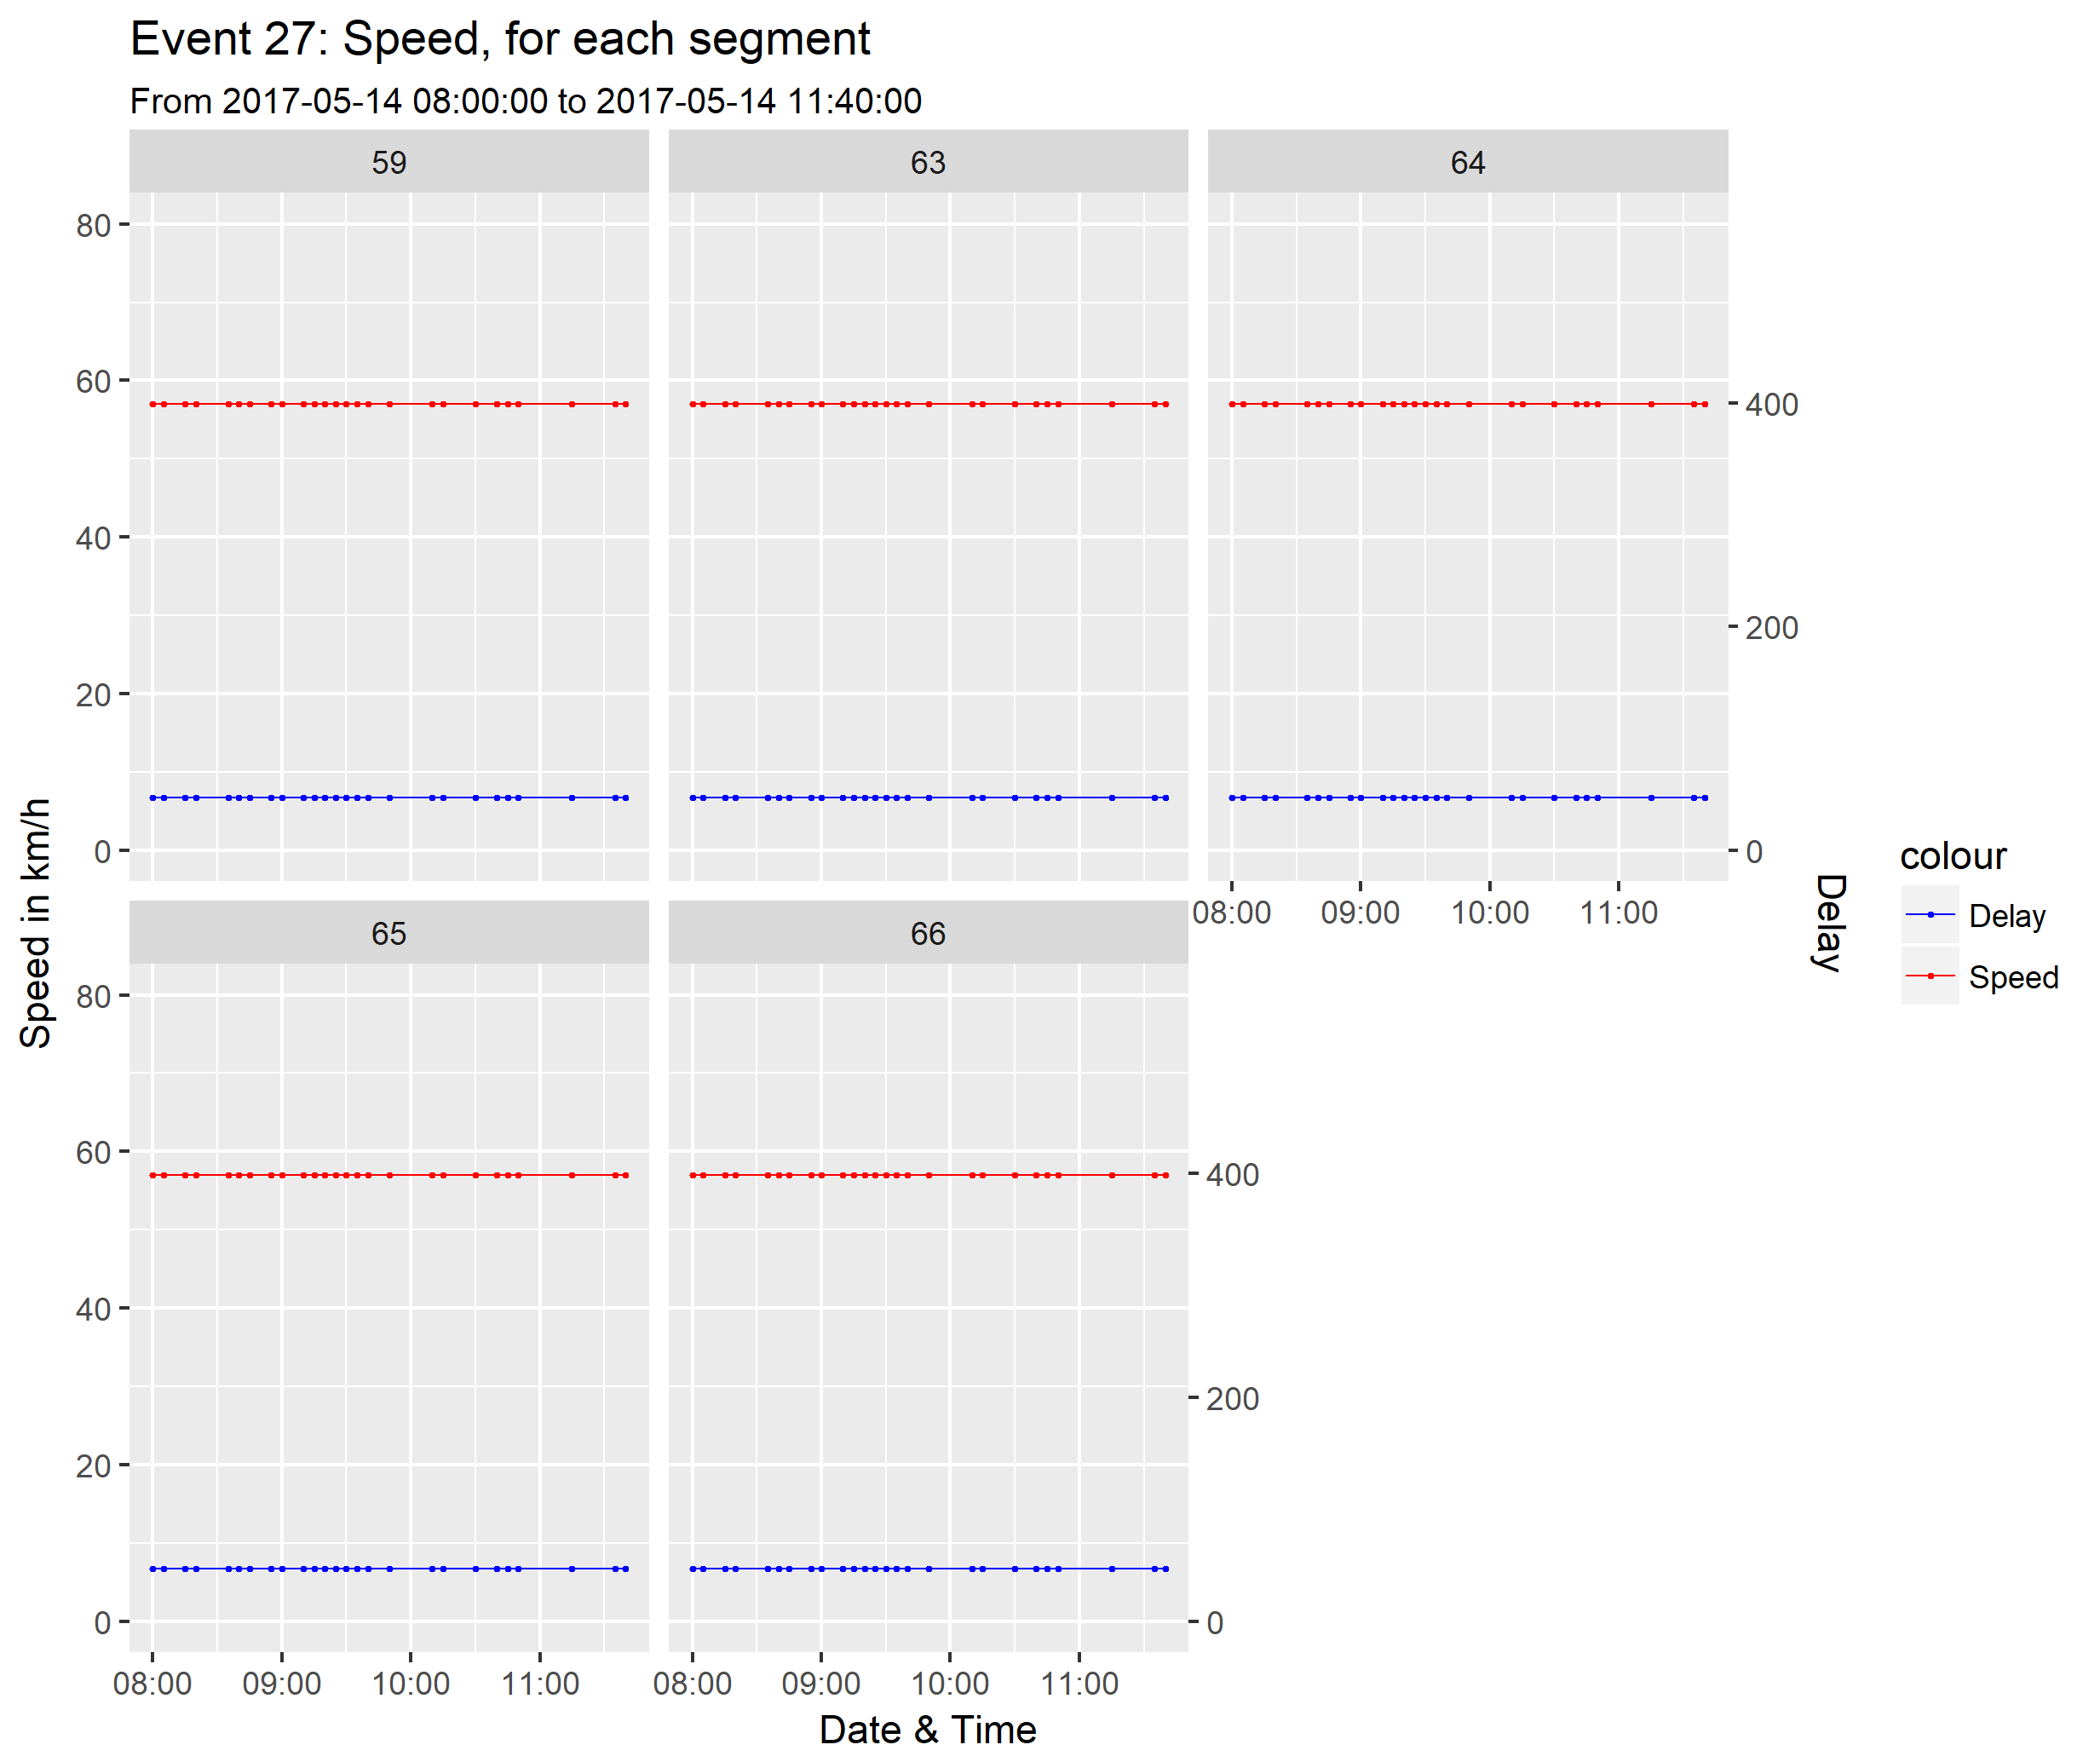 Event 27: Speed, for each segment
From 2017-05-14 08:00:00 to 2017-05-14 11:40:00
59 63 64
80
60
40
20
0
400
200
0
08:00 09:00 10:00 11:00
65 66
80
60
40
20
0
400
200
0
08:00 09:00 10:00 11:00 08:00 09:00 10:00 11:00
Date & Time
Speed in km/h
Delay
colour
Delay
Speed